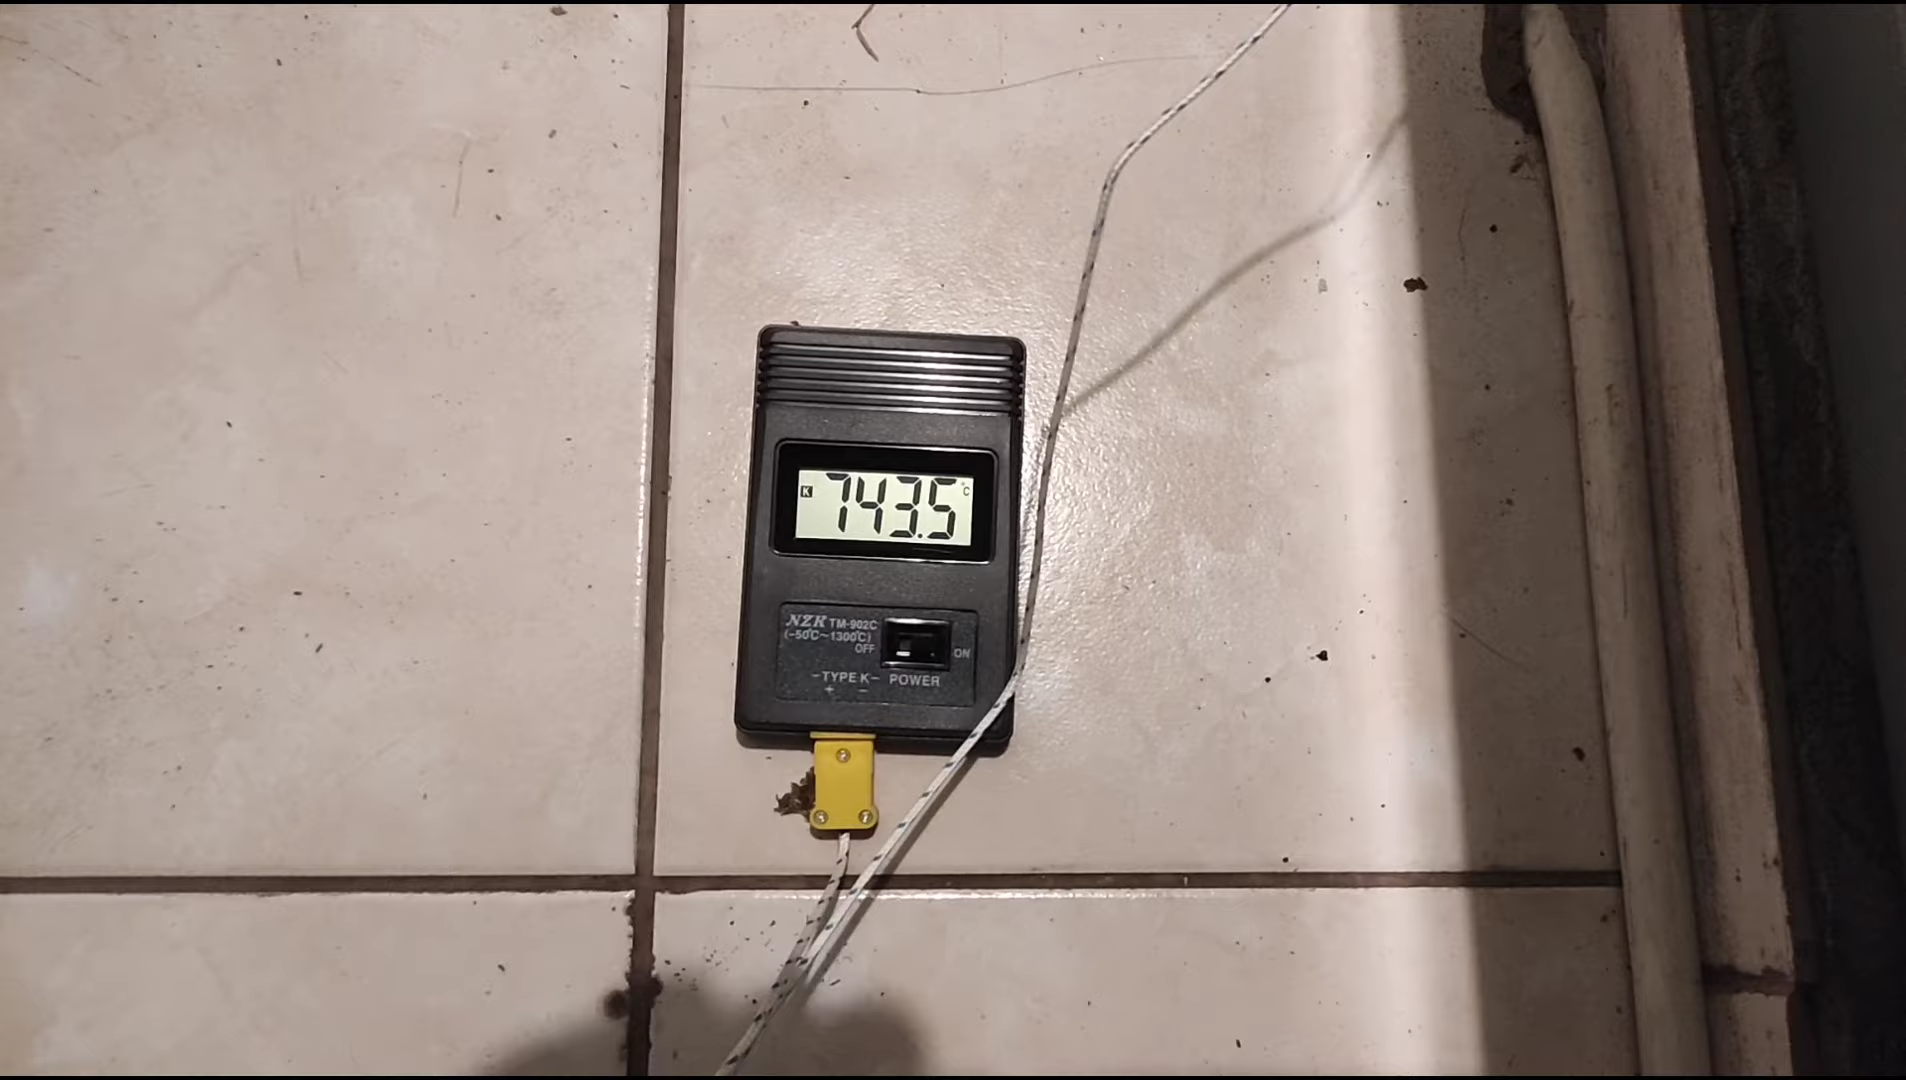 K 743.5 °C
NZK TM-902C
(-50℃~1300℃)
OFF ON
-TYPE K- POWER
+ -